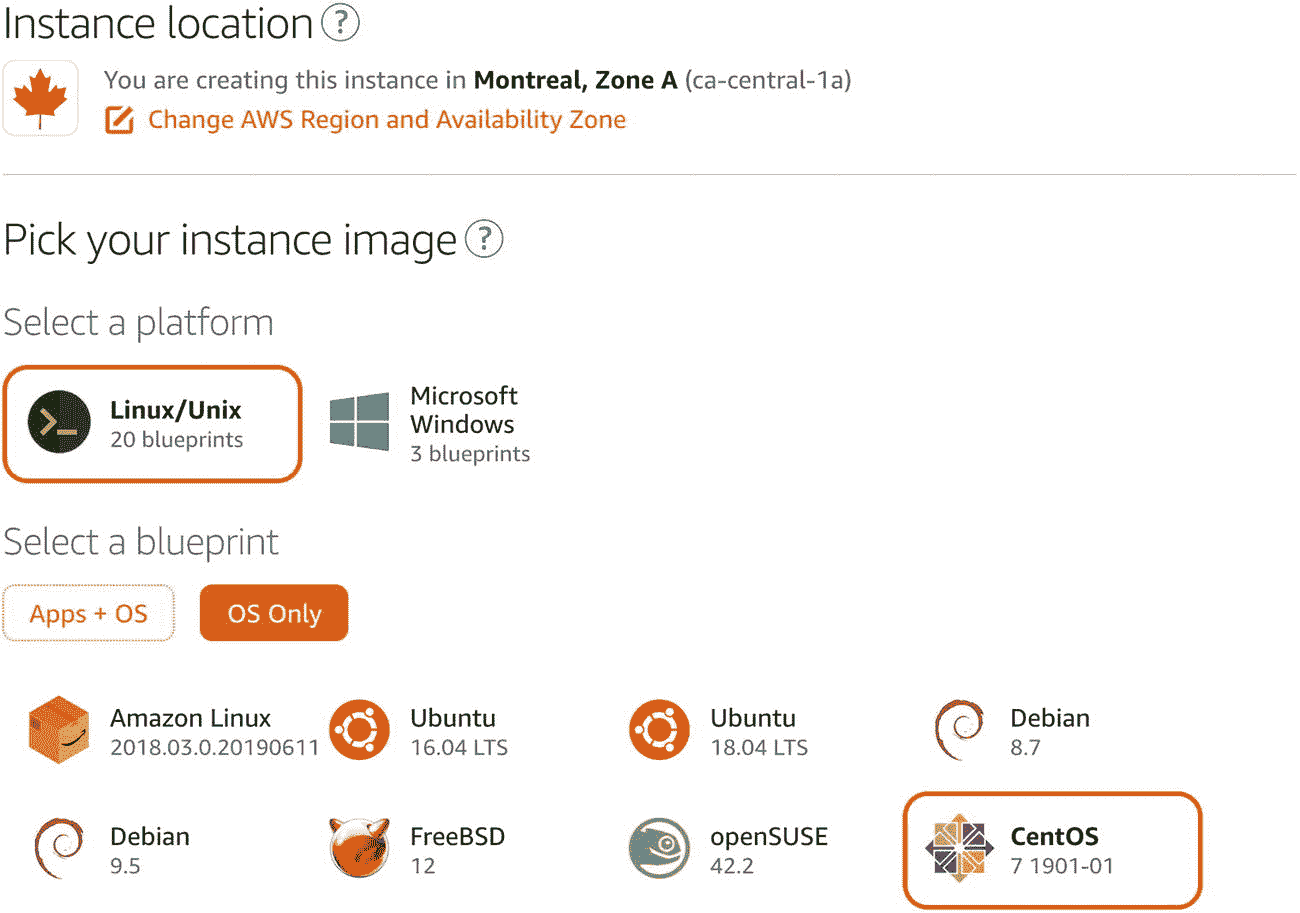 Instance location ?
You are creating this instance in Montreal, Zone A (ca-central-1a)
Change AWS Region and Availability Zone
Pick your instance image ?
Select a platform
Linux/Unix
20 blueprints
Microsoft
Windows
3 blueprints
Select a blueprint
Apps + OS
OS Only
Amazon Linux
2018.03.0.20190611
Ubuntu
16.04 LTS
Ubuntu
18.04 LTS
Debian
8.7
Debian
9.5
FreeBSD
12
openSUSE
42.2
CentOS
7 1901-01